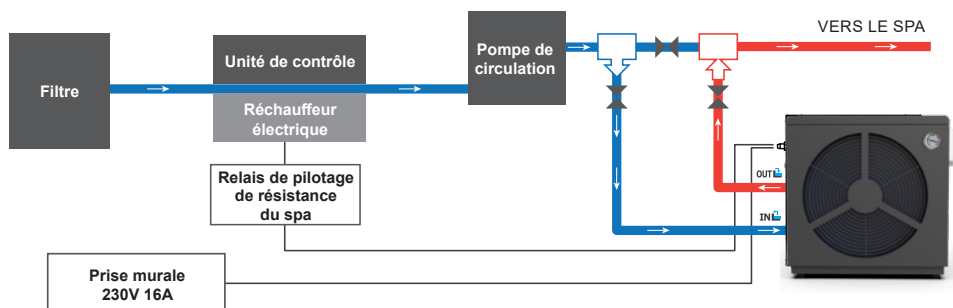 VERS LE SPA
Filtre
Unité de contrôle
Réchauffeur
électrique
Pompe de
circulation
Relais de pilotage
de résistance
du spa
OUT
IN
Prise murale
230V 16A